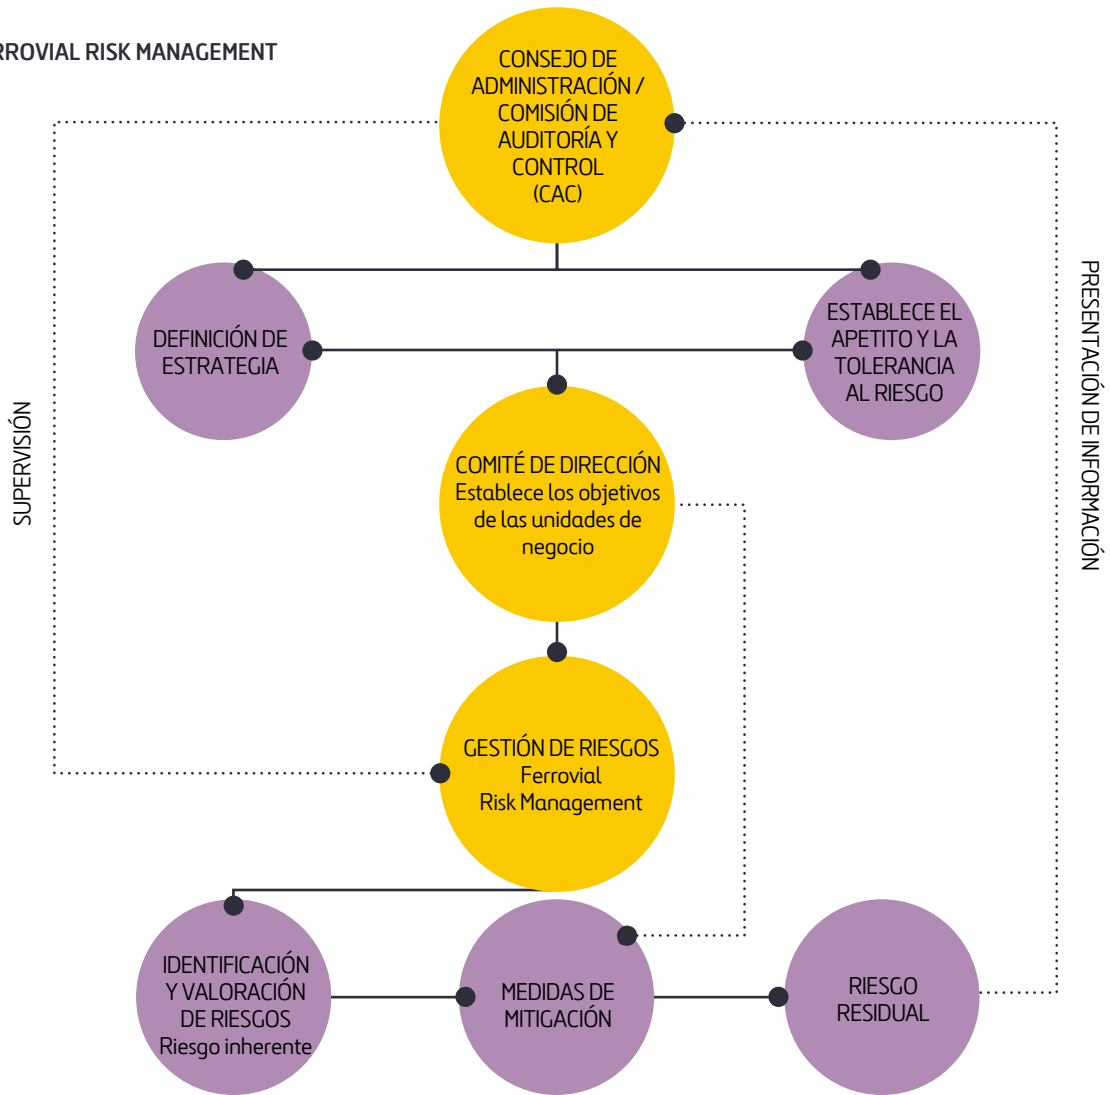 RROVIAL RISK MANAGEMENT
CONSEJO DE
ADMINISTRACIÓN /
COMISIÓN DE
AUDITORÍA Y
CONTROL
(CAC)
DEFINICIÓN DE
ESTRATEGIA
ESTABLECE EL
APETITO Y LA
TOLERANCIA
AL RIESGO
SUPERVISIÓN
PRESENTACIÓN DE INFORMACIÓN
COMITÉ DE DIRECCIÓN
Establece los objetivos
de las unidades de
negocio
GESTIÓN DE RIESGOS
Ferrovial
Risk Management
IDENTIFICACIÓN
Y VALORACIÓN
DE RIESGOS
Riesgo inherente
MEDIDAS DE
MITIGACIÓN
RIESGO
RESIDUAL